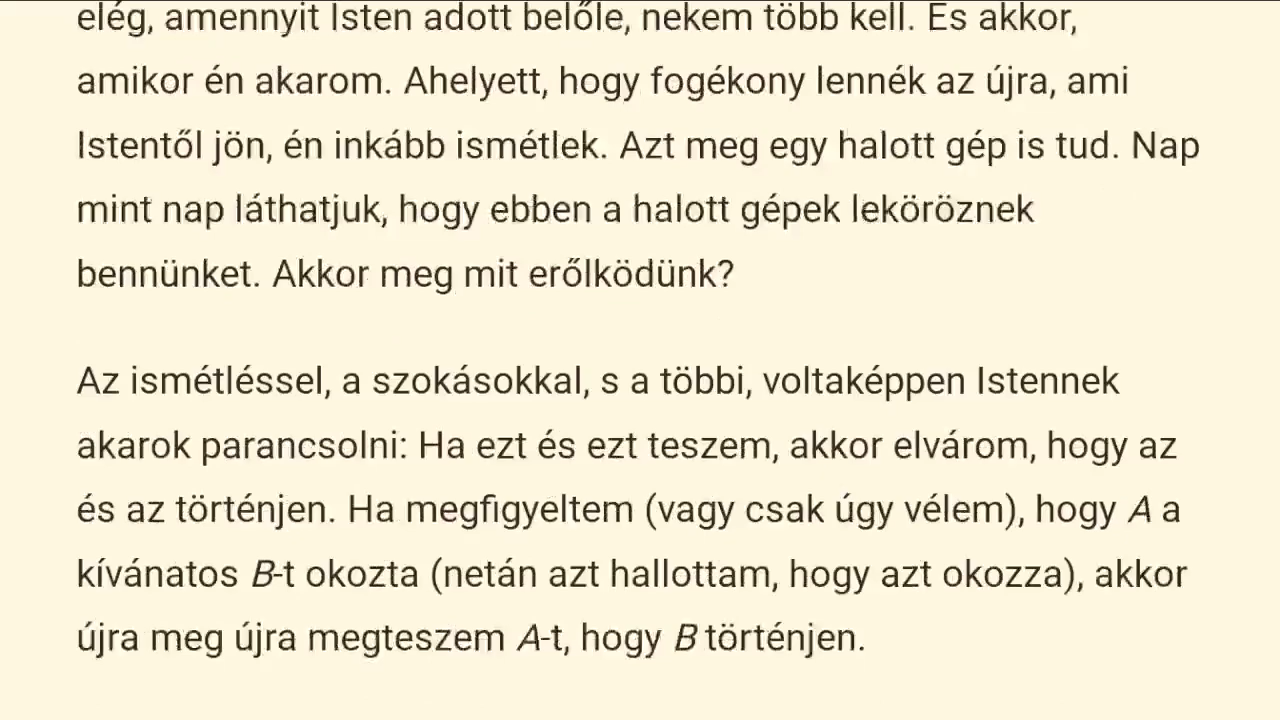 elég, amennyit Isten adott belőle, nekem több kell. És akkor,
amikor én akarom. Ahelyett, hogy fogékony lennék az újra, ami
Istentől jön, én inkább ismétlek. Azt meg egy halott gép is tud. Nap
mint nap láthatjuk, hogy ebben a halott gépek leköröznek
bennünket. Akkor meg mit erőlködünk?
Az ismétléssel, a szokásokkal, s a többi, voltaképpen Istennek
akarok parancsolni: Ha ezt és ezt teszem, akkor elvárom, hogy az
és az történjen. Ha megfigyeltem (vagy csak úgy vélem), hogy A a
kívánatos B-t okozta (netán azt hallottam, hogy azt okozza), akkor
újra meg újra megteszem A-t, hogy B történjen.